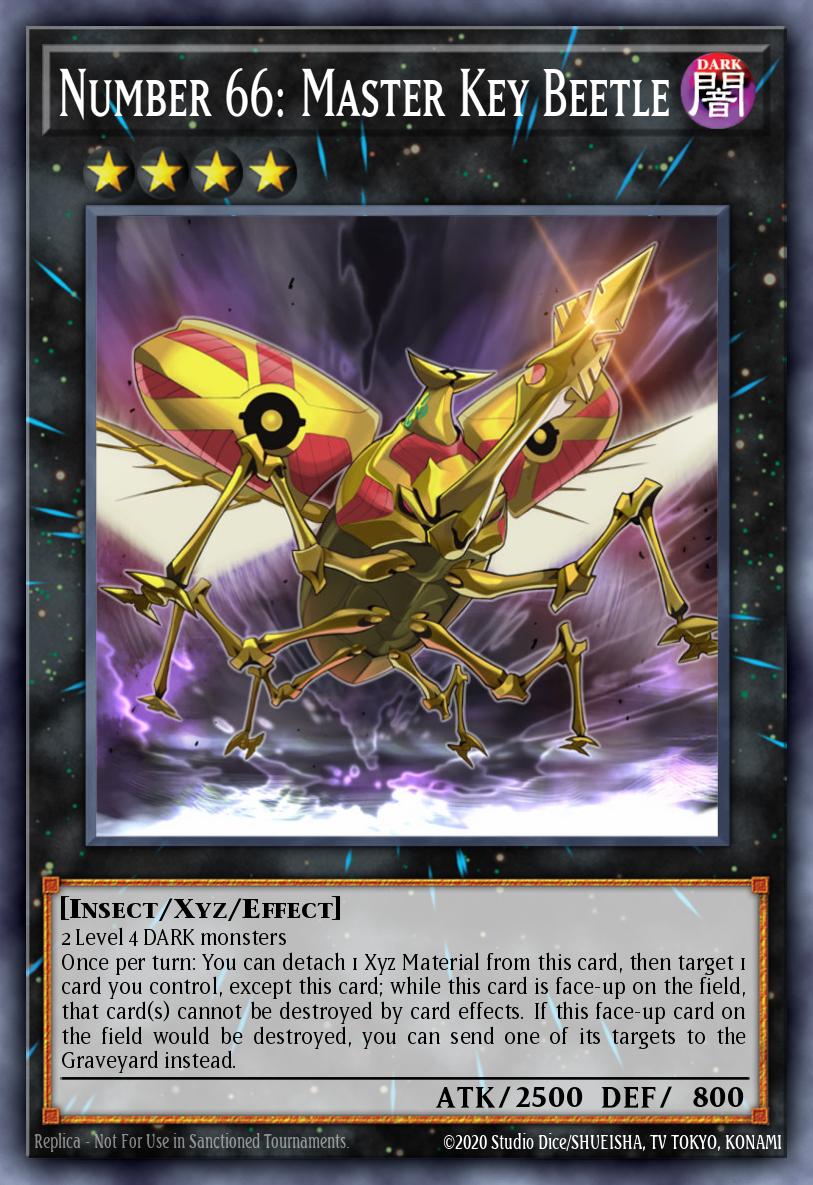 Number 66: Master Key Beetle
DARK
闇
[Insect/Xyz/Effect]
2 Level 4 DARK monsters
Once per turn: You can detach 1 Xyz Material from this card, then target 1
card you control, except this card; while this card is face-up on the field,
that card(s) cannot be destroyed by card effects. If this face-up card on
the field would be destroyed, you can send one of its targets to the
Graveyard instead.
ATK/2500 DEF/ 800
Replica - Not For Use in Sanctioned Tournaments.
©2020 Studio Dice/SHUEISHA, TV TOKYO, KONAMI